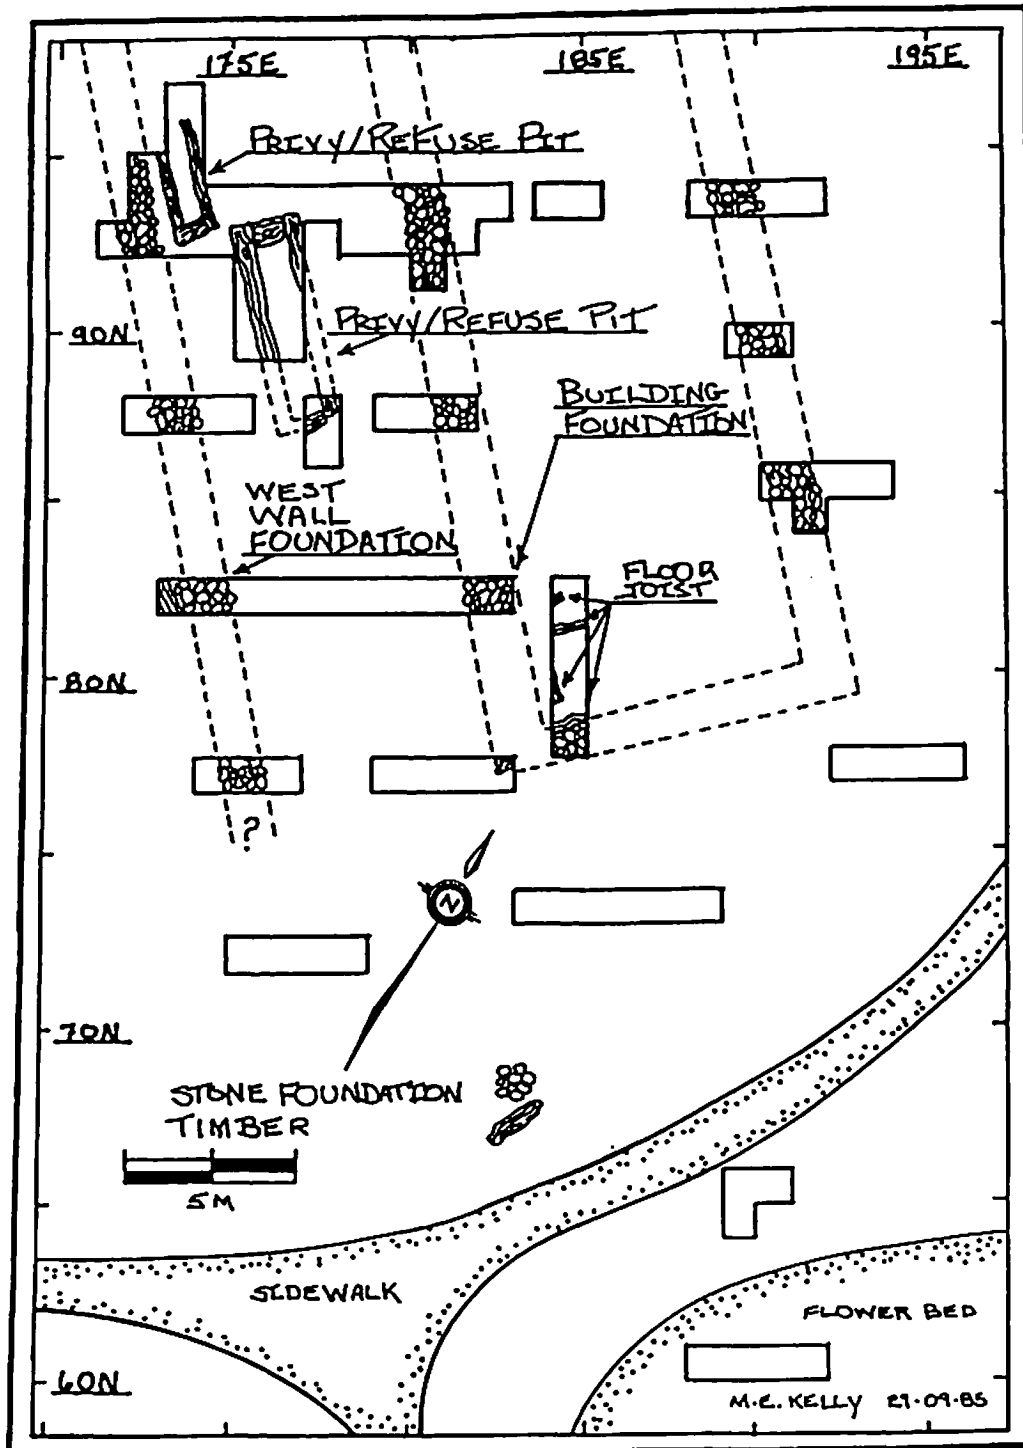 175E 185E 195E
PRIVY/REFUSE PIT
90N
PRIVY/REFUSE PIT
BUILDING
FOUNDATION
WEST
WALL
FOUNDATION
FLOOR
JOIST
80N
?
N
70N
STONE FOUNDATION
TIMBER
5M
SIDEWALK
FLOWER BED
60N
M.C. KELLY 29.09.85